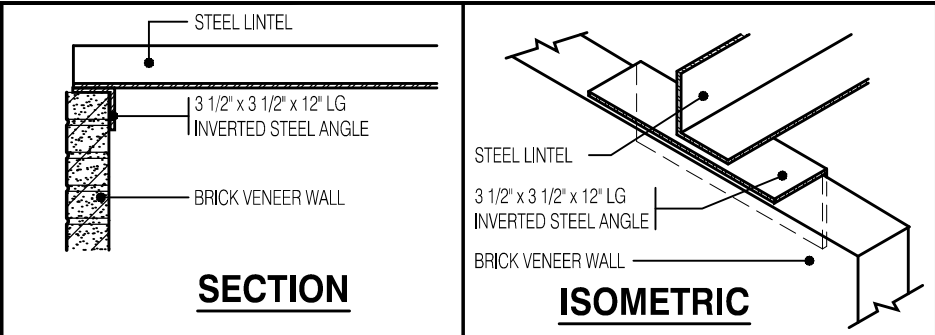 STEEL LINTEL
3 1/2" x 3 1/2" x 12" LG
INVERTED STEEL ANGLE
BRICK VENEER WALL
SECTION
STEEL LINTEL
3 1/2" x 3 1/2" x 12" LG
INVERTED STEEL ANGLE
BRICK VENEER WALL
ISOMETRIC